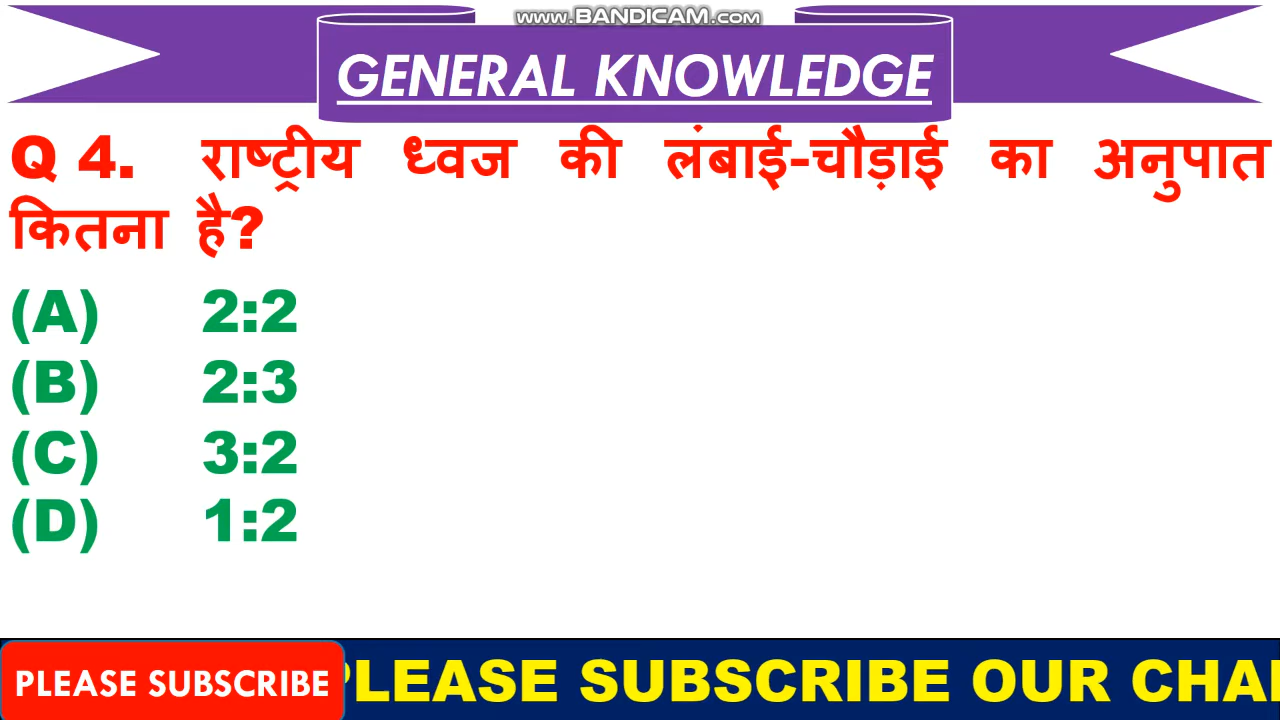 www.BANDICAM.com
GENERAL KNOWLEDGE
Q 4. राष्ट्रीय ध्वज की लंबाई-चौड़ाई का अनुपात
कितना है?
(A) 2:2
(B) 2:3
(C) 3:2
(D) 1:2
PLEASE SUBSCRIBE
PLEASE SUBSCRIBE OUR CHA